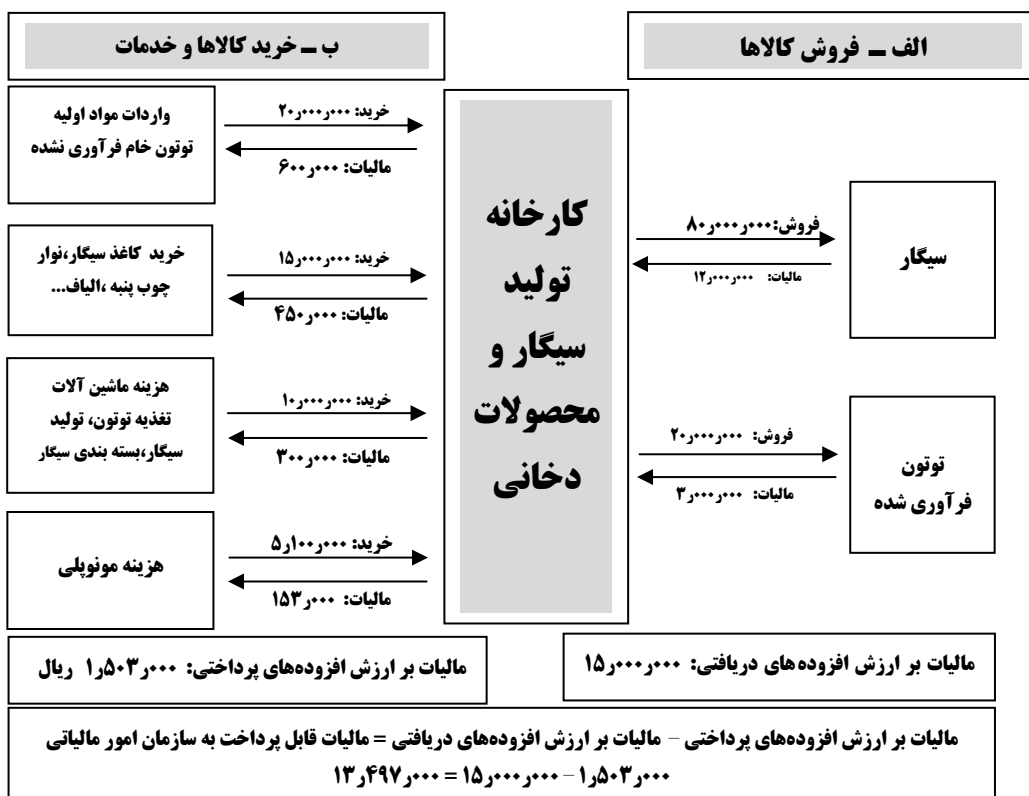 الف ــ فروش کالاها
ب ــ خرید کالاها و خدمات
کارخانه
تولید
سیگار و
محصولات
دخانی
فروش:۸۰٫۰۰۰٫۰۰۰
مالیات: ۱۲٫۰۰۰٫۰۰۰
سیگار
فروش: ۲۰٫۰۰۰٫۰۰۰
مالیات: ۳٫۰۰۰٫۰۰۰
توتون
فرآوری شده
واردات مواد اولیه
توتون خام فرآوری نشده
خرید: ۲۰٫۰۰۰٫۰۰۰
مالیات: ۶۰۰٫۰۰۰
خرید کاغذ سیگار،نوار
چوب پنبه ،الیاف...
خرید: ۱۵٫۰۰۰٫۰۰۰
مالیات: ۴۵۰٫۰۰۰
هزینه ماشین آلات
تغذیه توتون، تولید
سیگار،بسته بندی سیگار
خرید: ۱۰٫۰۰۰٫۰۰۰
مالیات: ۳۰۰٫۰۰۰
هزینه مونوپلی
خرید: ۵٫۱۰۰٫۰۰۰
مالیات: ۱۵۳٫۰۰۰
مالیات بر ارزش افزوده‌های دریافتی: ۱۵٫۰۰۰٫۰۰۰
مالیات بر ارزش افزوده‌های پرداختی: ۱٫۵۰۳٫۰۰۰ ریال
مالیات بر ارزش افزوده‌های پرداختی – مالیات بر ارزش افزوده‌های دریافتی = مالیات قابل پرداخت به سازمان امور مالیاتی
۱٫۵۰۳٫۰۰۰ – ۱۵٫۰۰۰٫۰۰۰ = ۱۳٫۴۹۷٫۰۰۰